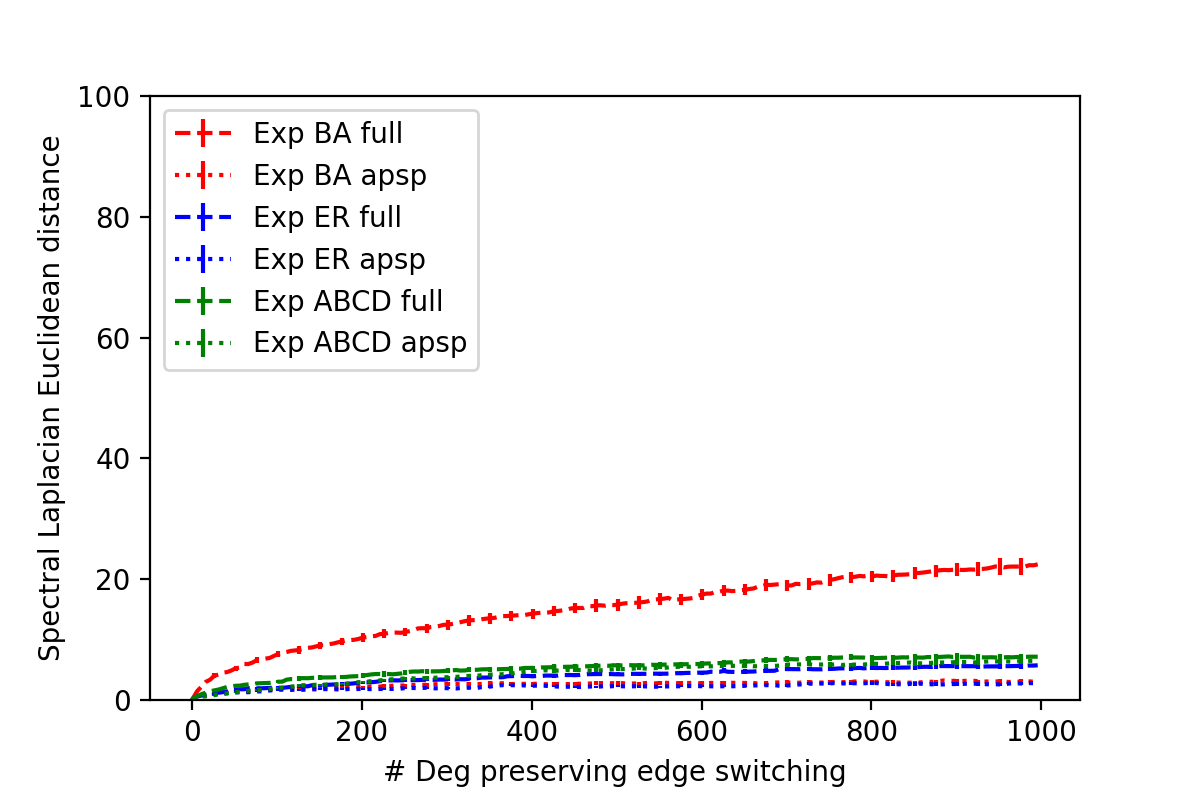 100
80
60
40
20
0
Spectral Laplacian Euclidean distance
Exp BA full
Exp BA apsp
Exp ER full
Exp ER apsp
Exp ABCD full
Exp ABCD apsp
0 200 400 600 800 1000
# Deg preserving edge switching